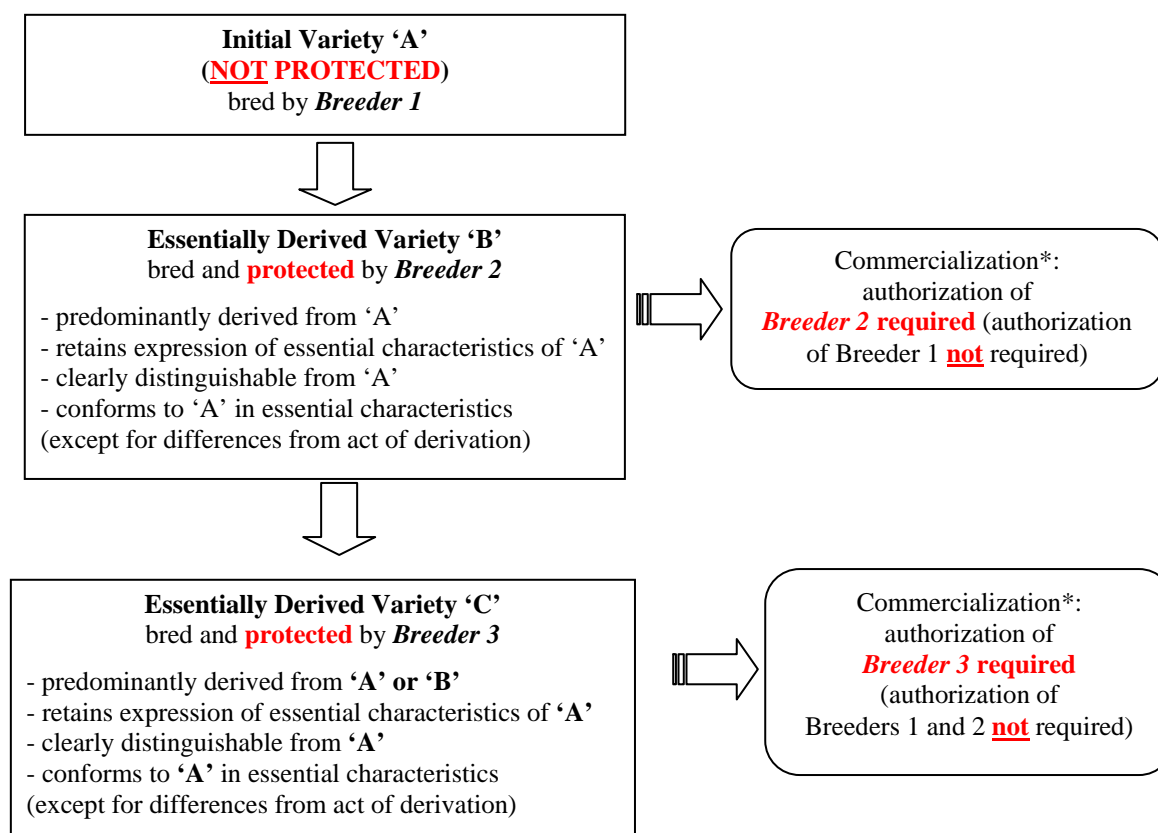 Initial Variety ‘A’
(NOT PROTECTED)
bred by Breeder 1
Essentially Derived Variety ‘B’
bred and protected by Breeder 2
- predominantly derived from ‘A’
- retains expression of essential characteristics of ‘A’
- clearly distinguishable from ‘A’
- conforms to ‘A’ in essential characteristics
(except for differences from act of derivation)
Commercialization*:
authorization of
Breeder 2 required (authorization
of Breeder 1 not required)
Essentially Derived Variety ‘C’
bred and protected by Breeder 3
- predominantly derived from ‘A’ or ‘B’
- retains expression of essential characteristics of ‘A’
- clearly distinguishable from ‘A’
- conforms to ‘A’ in essential characteristics
(except for differences from act of derivation)
Commercialization*:
authorization of
Breeder 3 required
(authorization of
Breeders 1 and 2 not required)